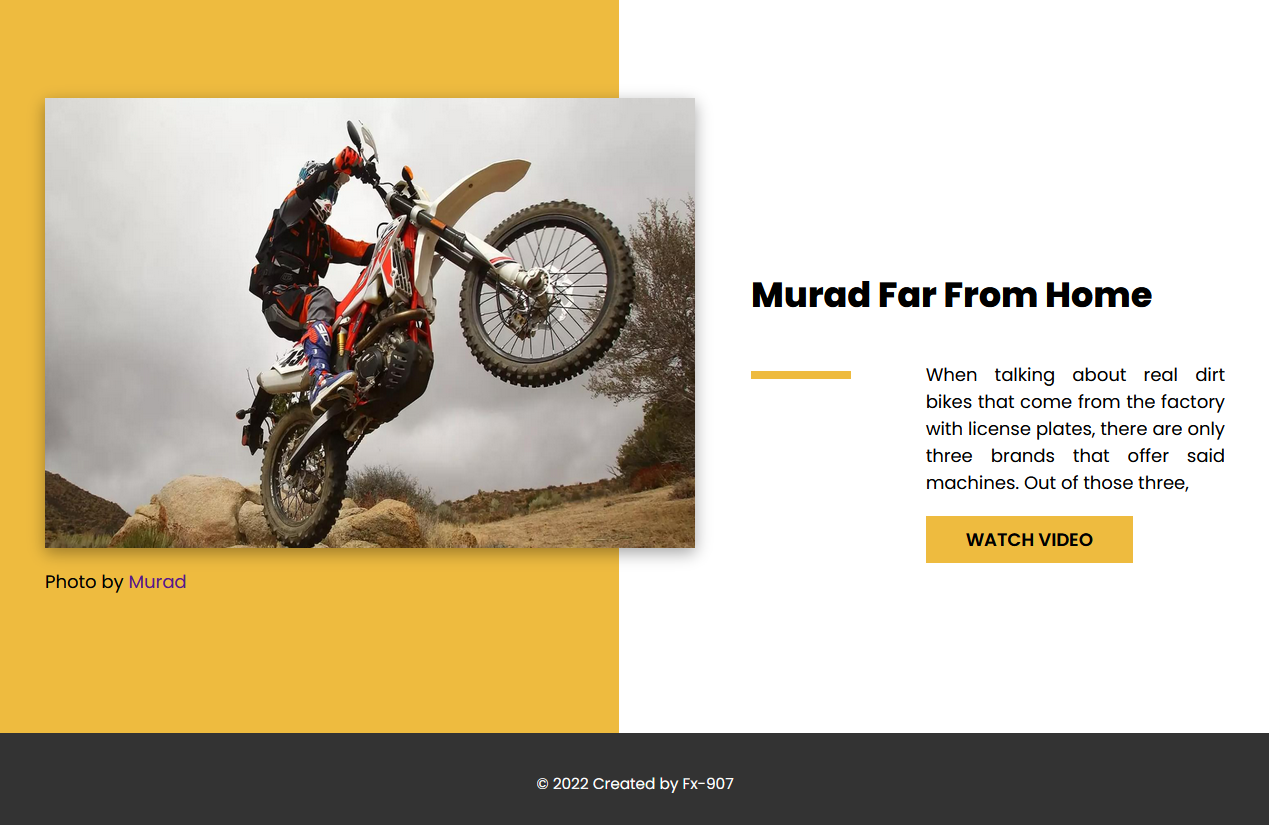 Murad Far From Home
When talking about real dirt
bikes that come from the factory
with license plates, there are only
three brands that offer said
machines. Out of those three,
WATCH VIDEO
Photo by Murad
© 2022 Created by Fx-907